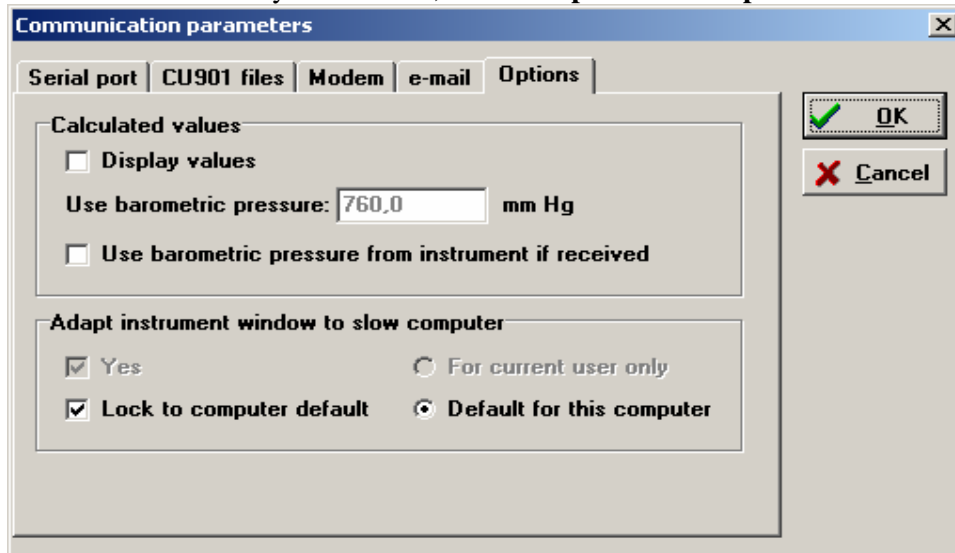 Communication parameters
Serial port CU901 files Modem e-mail Options
OK
Cancel
Calculated values
Display values
Use barometric pressure: 760,0 mm Hg
Use barometric pressure from instrument if received
Adapt instrument window to slow computer
Yes For current user only
Lock to computer default Default for this computer